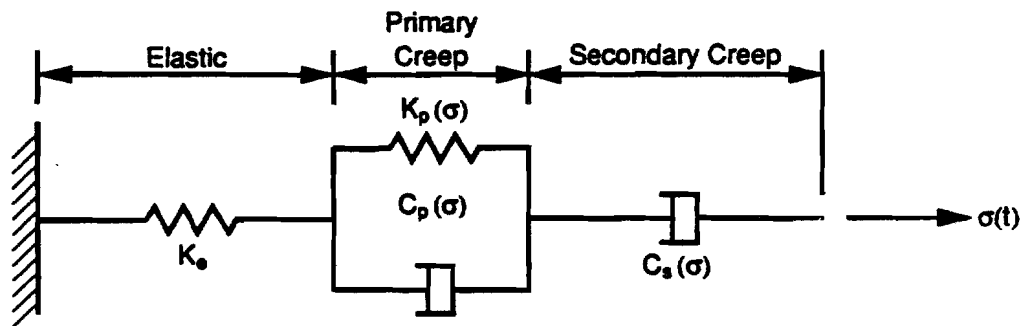 Primary
Elastic Creep Secondary Creep
Kp(σ)
Cp(σ)
σ(t)
Ke
Cs(σ)